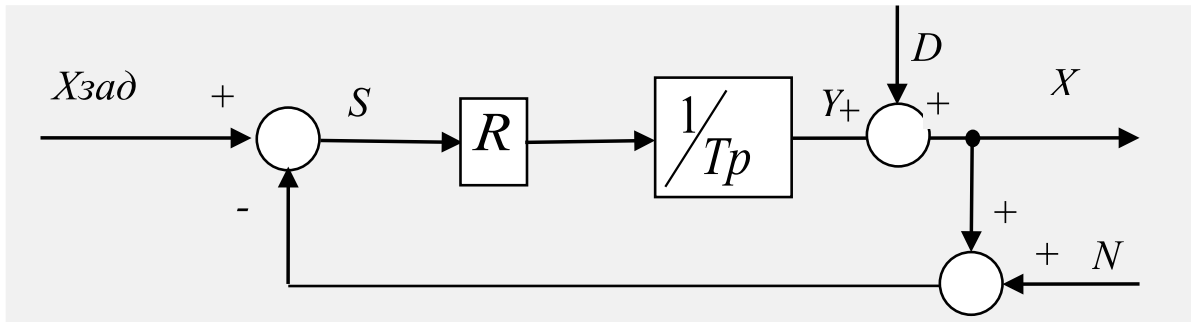 D
Xзад + S R 1/Tp Y+ + X
- +
+ N